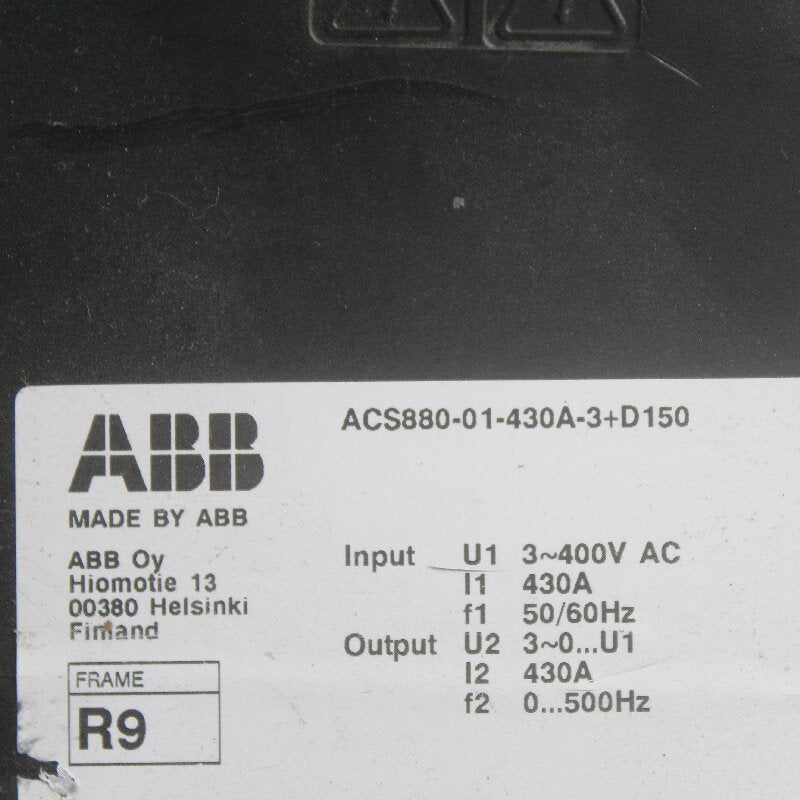 ABB
MADE BY ABB
ABB Oy
Hiomotie 13
00380 Helsinki
Finland
FRAME
R9
ACS880-01-430A-3+D150
Input U1 3~400V AC
I1 430A
f1 50/60Hz
Output U2 3~0...U1
I2 430A
f2 0...500Hz